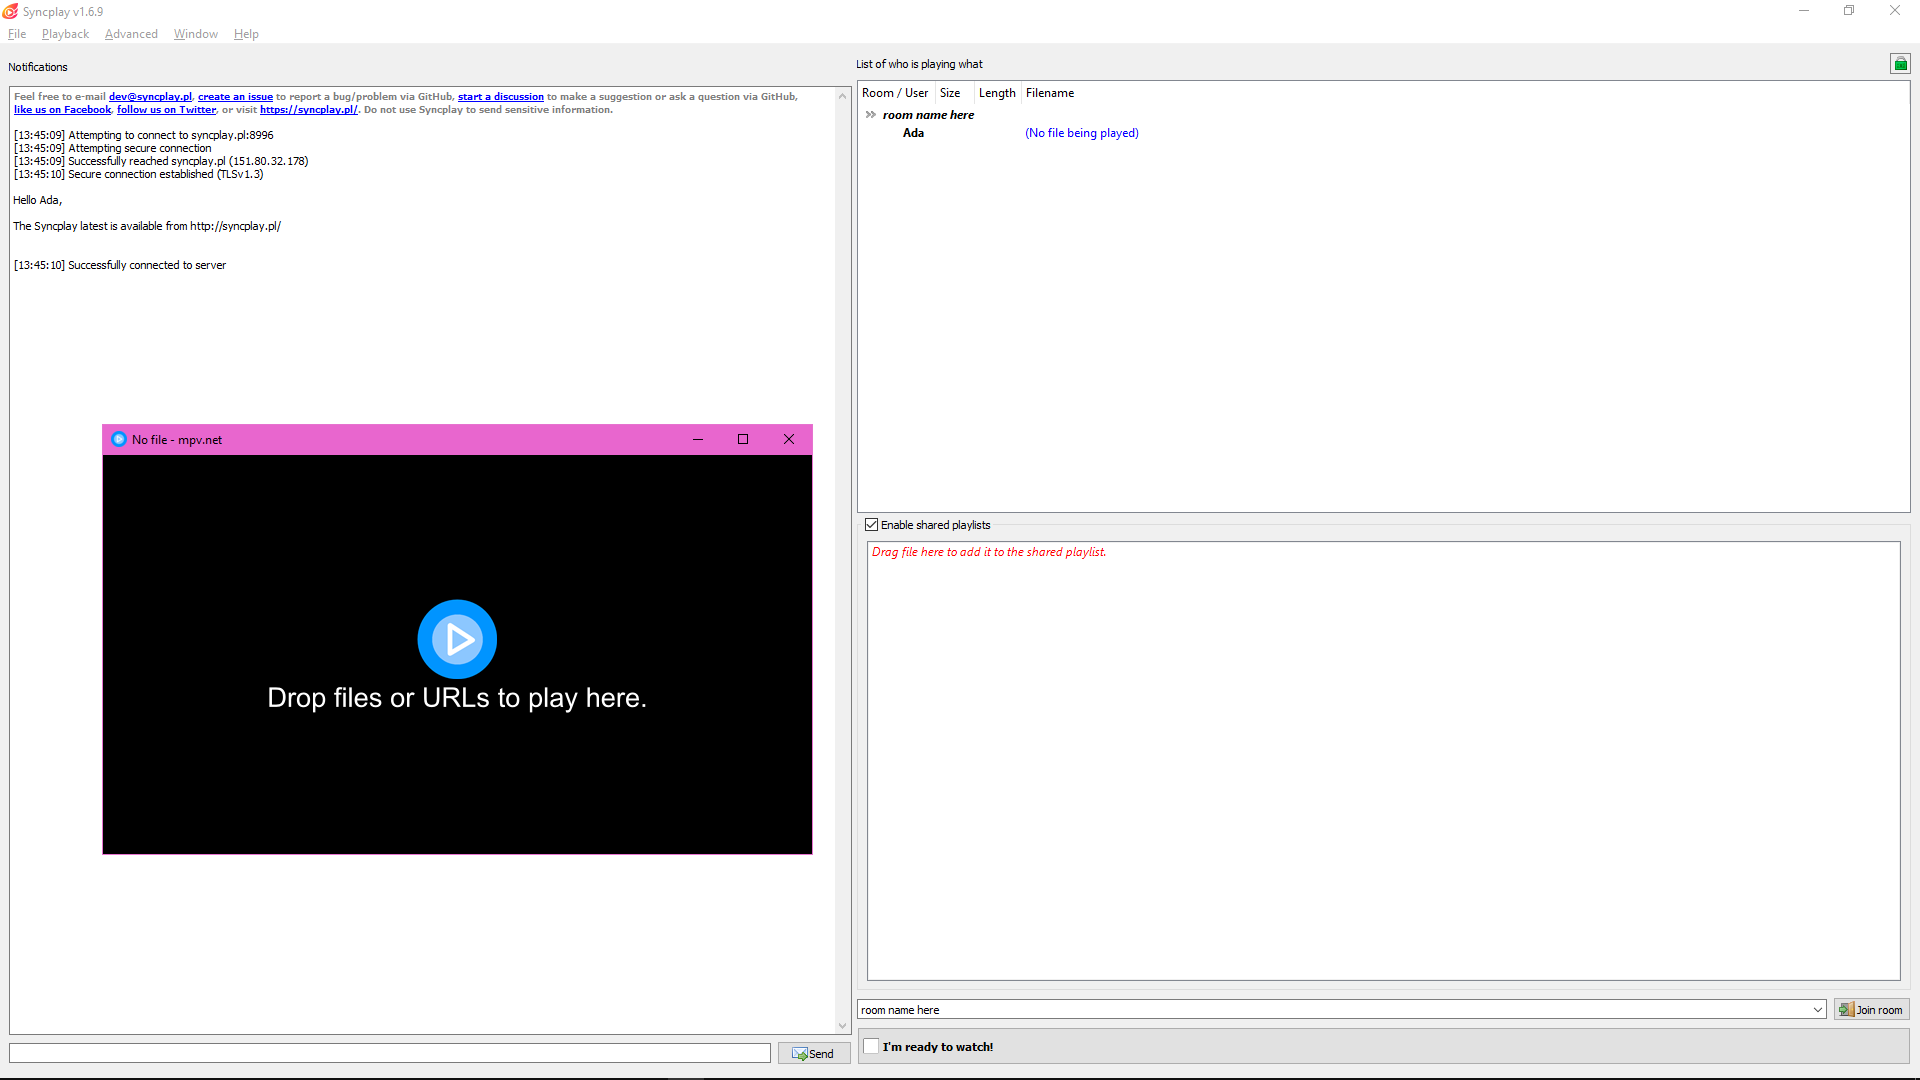 Syncplay v1.6.9
File Playback Advanced Window Help
Notifications
Feel free to e-mail dev@syncplay.pl, create an issue to report a bug/problem via GitHub, start a discussion to make a suggestion or ask a question via GitHub,
like us on Facebook, follow us on Twitter, or visit https://syncplay.pl/. Do not use Syncplay to send sensitive information.
[13:45:09] Attempting to connect to syncplay.pl:8996
[13:45:09] Attempting secure connection
[13:45:09] Successfully reached syncplay.pl (151.80.32.178)
[13:45:10] Secure connection established (TLSv1.3)
Hello Ada,
The Syncplay latest is available from http://syncplay.pl/
[13:45:10] Successfully connected to server
No file - mpv.net
Drop files or URLs to play here.
Send
List of who is playing what
Room / User Size Length Filename
room name here
Ada (No file being played)
Enable shared playlists
Drag file here to add it to the shared playlist.
room name here
Join room
I'm ready to watch!